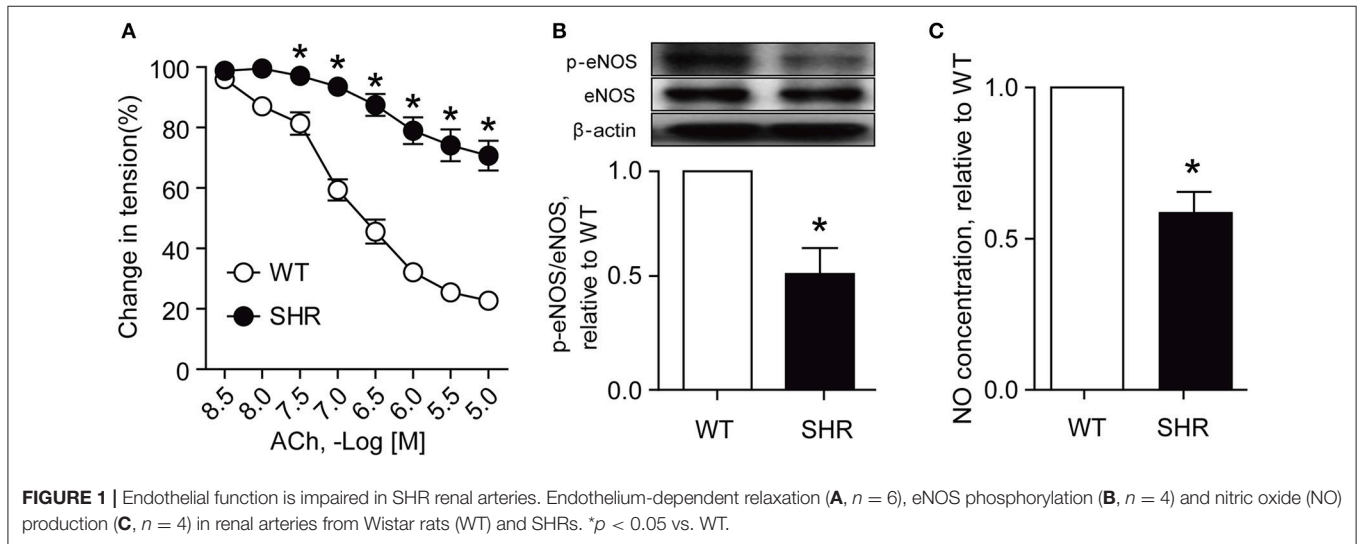 A
Change in tension(%)
100
80
60
40
20
0
* * * * * *
WT
SHR
8.5 8.0 7.5 7.0 6.5 6.0 5.5 5.0
ACh, -Log [M]
B
p-eNOS
eNOS
β-actin
p-eNOS/eNOS,
relative to WT
1.0
0.5
0.0
*
WT SHR
C
NO concentration, relative to WT
1.0
0.5
0.0
*
WT SHR
FIGURE 1 | Endothelial function is impaired in SHR renal arteries. Endothelium-dependent relaxation (A, n = 6), eNOS phosphorylation (B, n = 4) and nitric oxide (NO)
production (C, n = 4) in renal arteries from Wistar rats (WT) and SHRs. *p < 0.05 vs. WT.